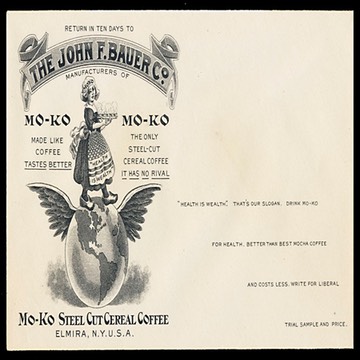 RETURN IN TEN DAYS TO
THE JOHN F. BAUER CO.
MANUFACTURERS OF
MO-KO
MADE LIKE
COFFEE
TASTES BETTER
MO-KO
THE ONLY
STEEL-CUT
CEREAL COFFEE
IT HAS NO RIVAL
HEALTH
IS WEALTH
MO-KO STEEL CUT CEREAL COFFEE
ELMIRA, N.Y. U.S.A.
"HEALTH IS WEALTH". THAT'S OUR SLOGAN. DRINK MO-KO
FOR HEALTH. BETTER THAN BEST MOCHA COFFEE
AND COSTS LESS. WRITE FOR LIBERAL
TRIAL SAMPLE AND PRICE.